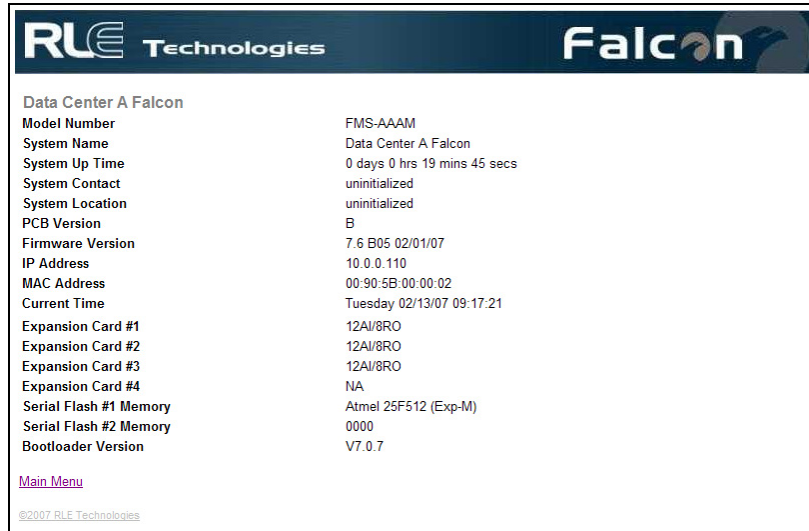 RLE Technologies Falcon
Data Center A Falcon
Model Number FMS-AAAM
System Name Data Center A Falcon
System Up Time 0 days 0 hrs 19 mins 45 secs
System Contact uninitialized
System Location uninitialized
PCB Version B
Firmware Version 7.6 B05 02/01/07
IP Address 10.0.0.110
MAC Address 00:90:5B:00:00:02
Current Time Tuesday 02/13/07 09:17:21
Expansion Card #1 12AI/8RO
Expansion Card #2 12AI/8RO
Expansion Card #3 12AI/8RO
Expansion Card #4 NA
Serial Flash #1 Memory Atmel 25F512 (Exp-M)
Serial Flash #2 Memory 0000
Bootloader Version V7.0.7
Main Menu
©2007 RLE Technologies